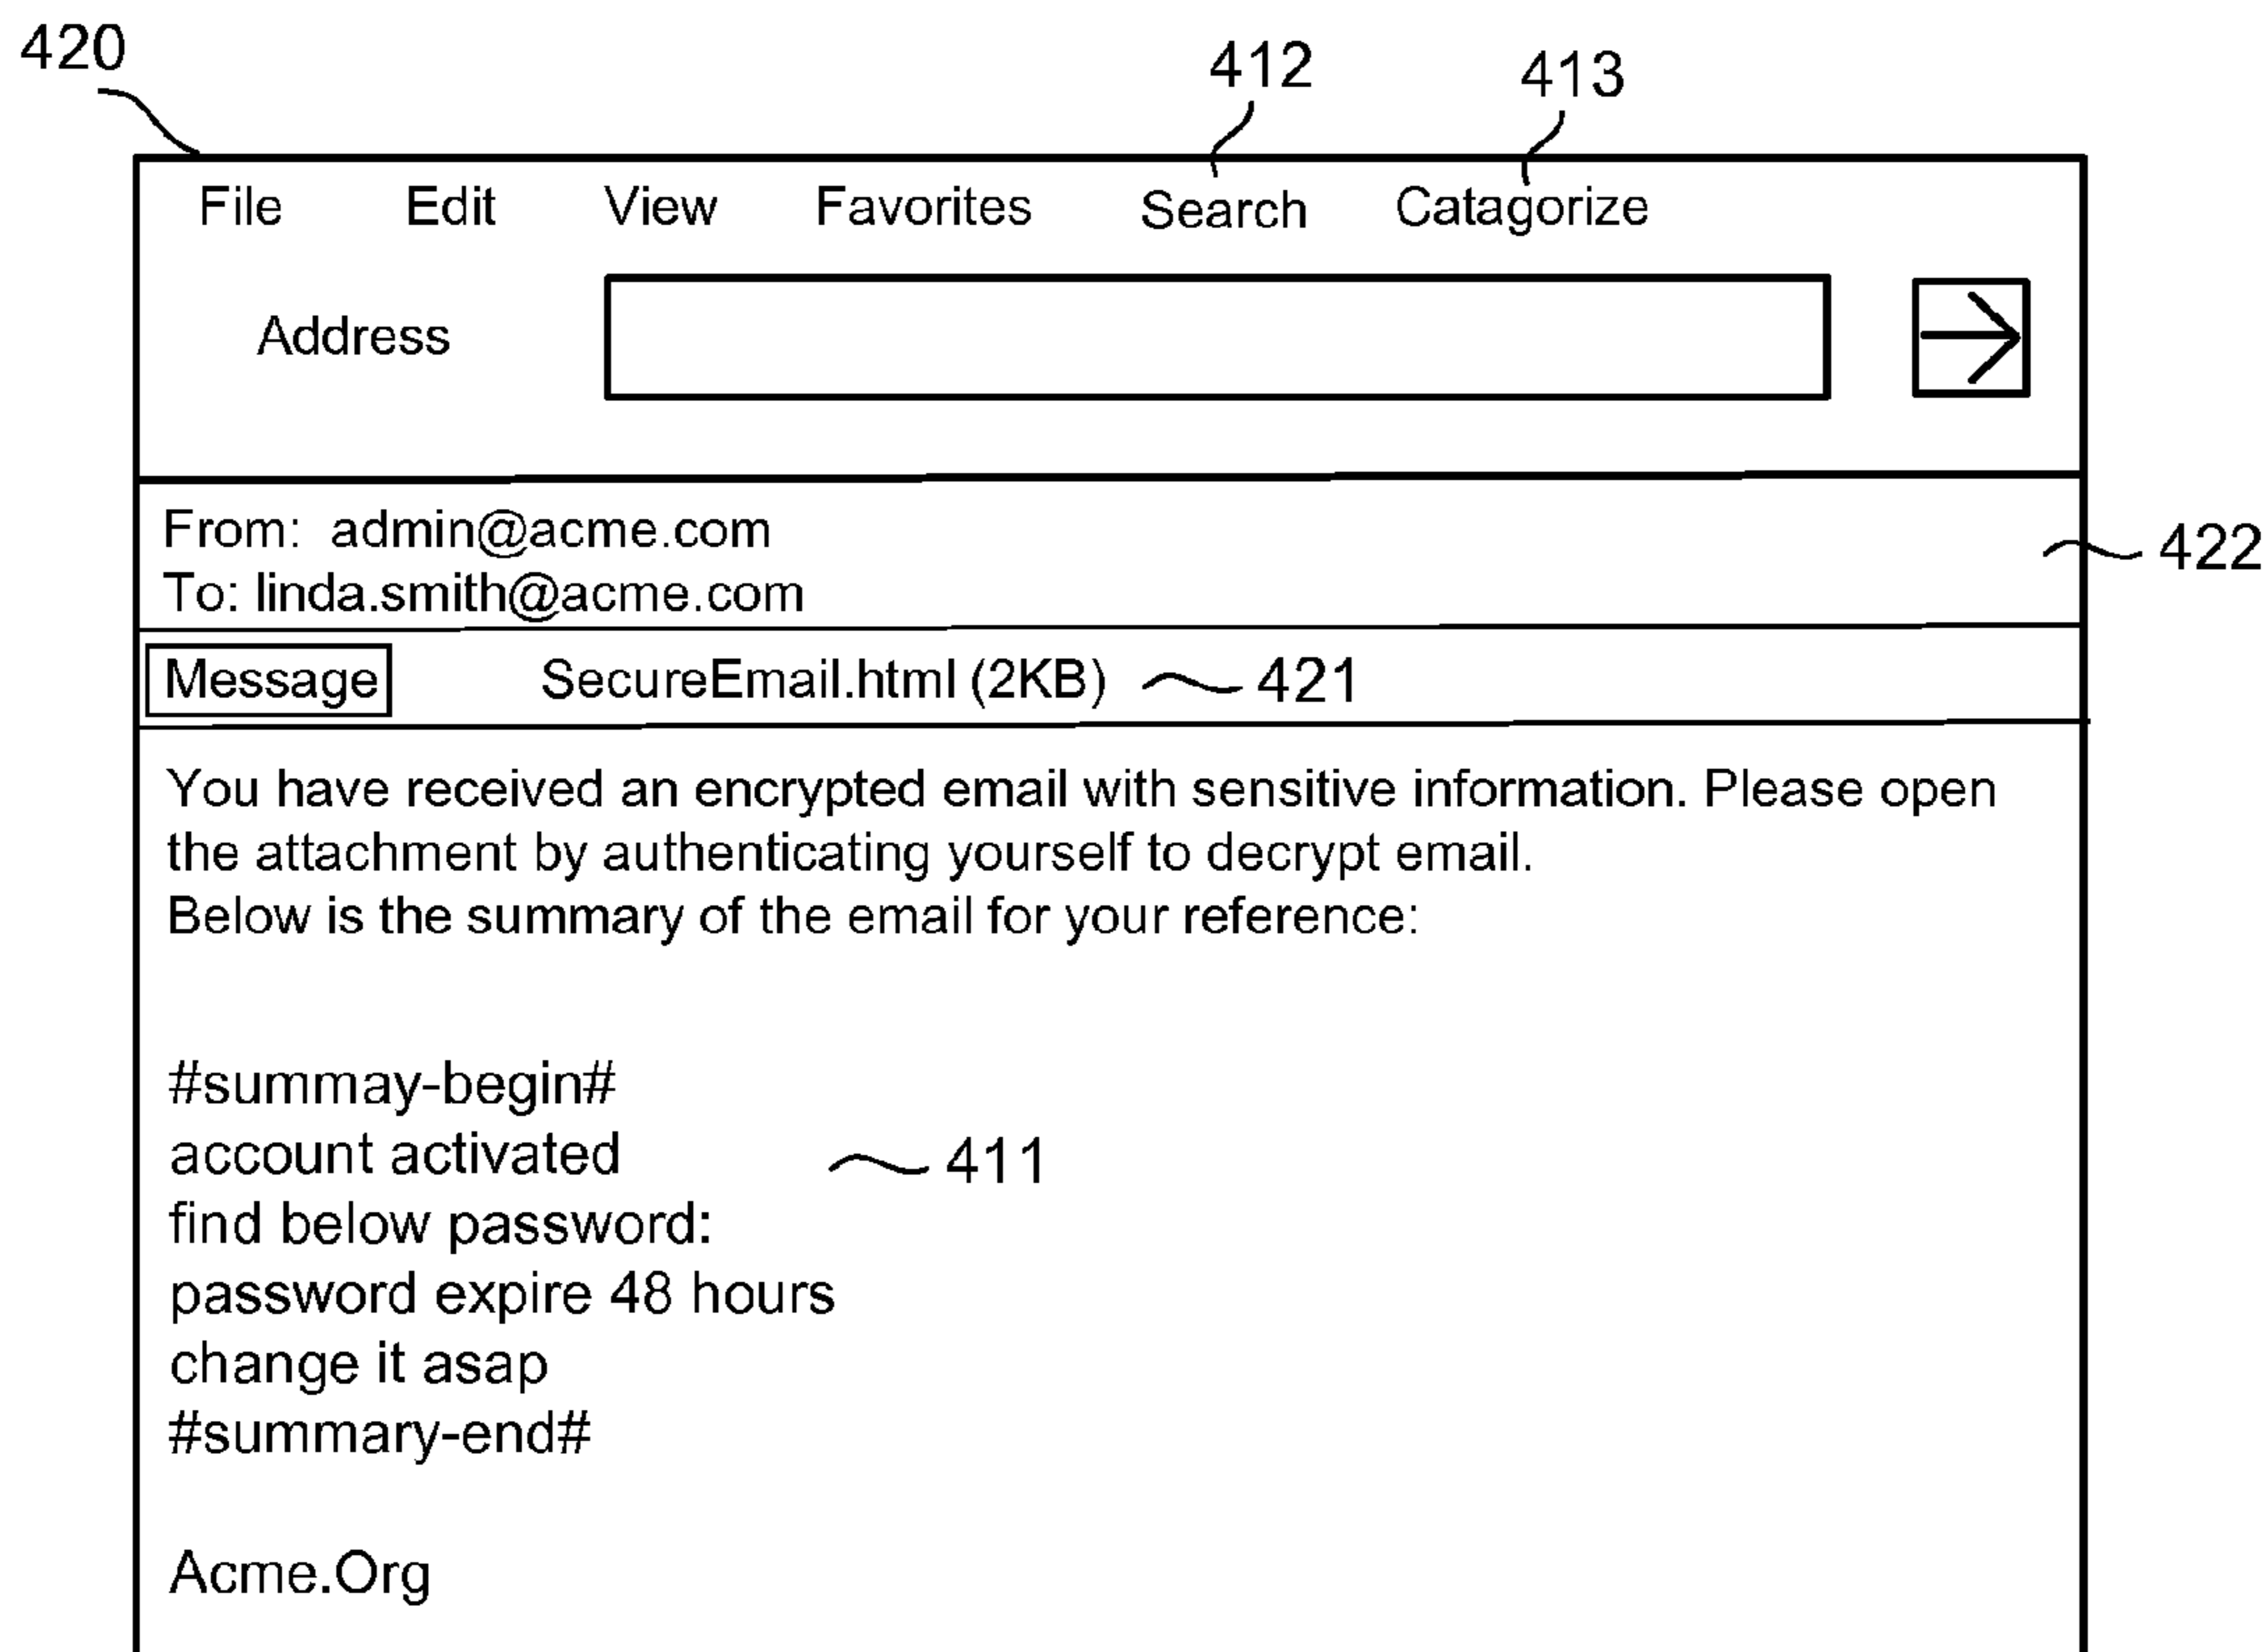 420
412
413
File Edit View Favorites Search Catagorize
Address
From: admin@acme.com
422
To: linda.smith@acme.com
Message SecureEmail.html (2KB) 421
You have received an encrypted email with sensitive information. Please open
the attachment by authenticating yourself to decrypt email.
Below is the summary of the email for your reference:
#summay-begin#
account activated 411
find below password:
password expire 48 hours
change it asap
#summary-end#
Acme.Org